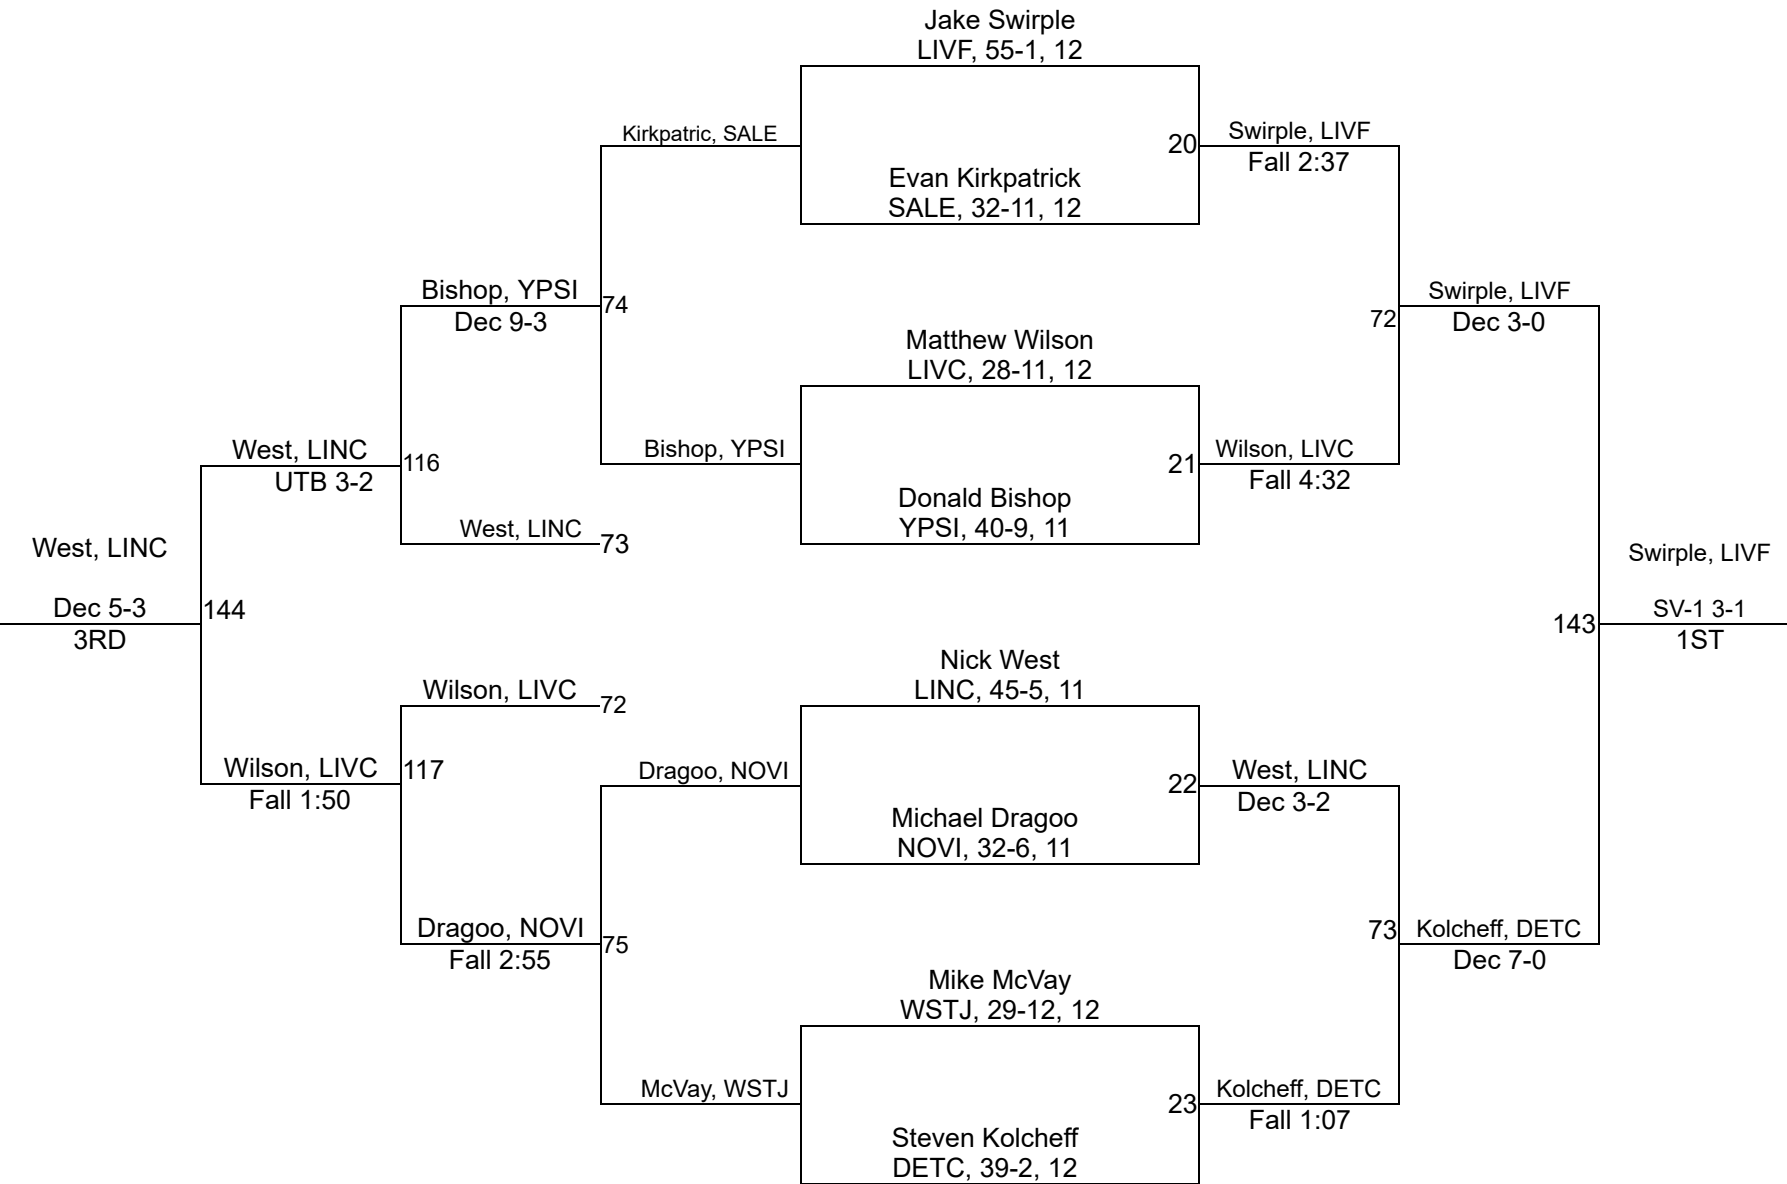 Jake Swirple
LIVF, 55-1, 12
Kirkpatric, SALE
20
Swirple, LIVF
Fall 2:37
Evan Kirkpatrick
SALE, 32-11, 12
Bishop, YPSI
Dec 9-3
74
Swirple, LIVF
Dec 3-0
72
Matthew Wilson
LIVC, 28-11, 12
West, LINC
UTB 3-2
116
Bishop, YPSI
21
Wilson, LIVC
Fall 4:32
Donald Bishop
YPSI, 40-9, 11
West, LINC
73
West, LINC
Dec 5-3
3RD
144
Swirple, LIVF
143
SV-1 3-1
1ST
Nick West
LINC, 45-5, 11
Wilson, LIVC
72
Wilson, LIVC
Fall 1:50
117
Dragoo, NOVI
22
West, LINC
Dec 3-2
Michael Dragoo
NOVI, 32-6, 11
Dragoo, NOVI
Fall 2:55
75
73
Kolcheff, DETC
Dec 7-0
Mike McVay
WSTJ, 29-12, 12
McVay, WSTJ
23
Kolcheff, DETC
Fall 1:07
Steven Kolcheff
DETC, 39-2, 12